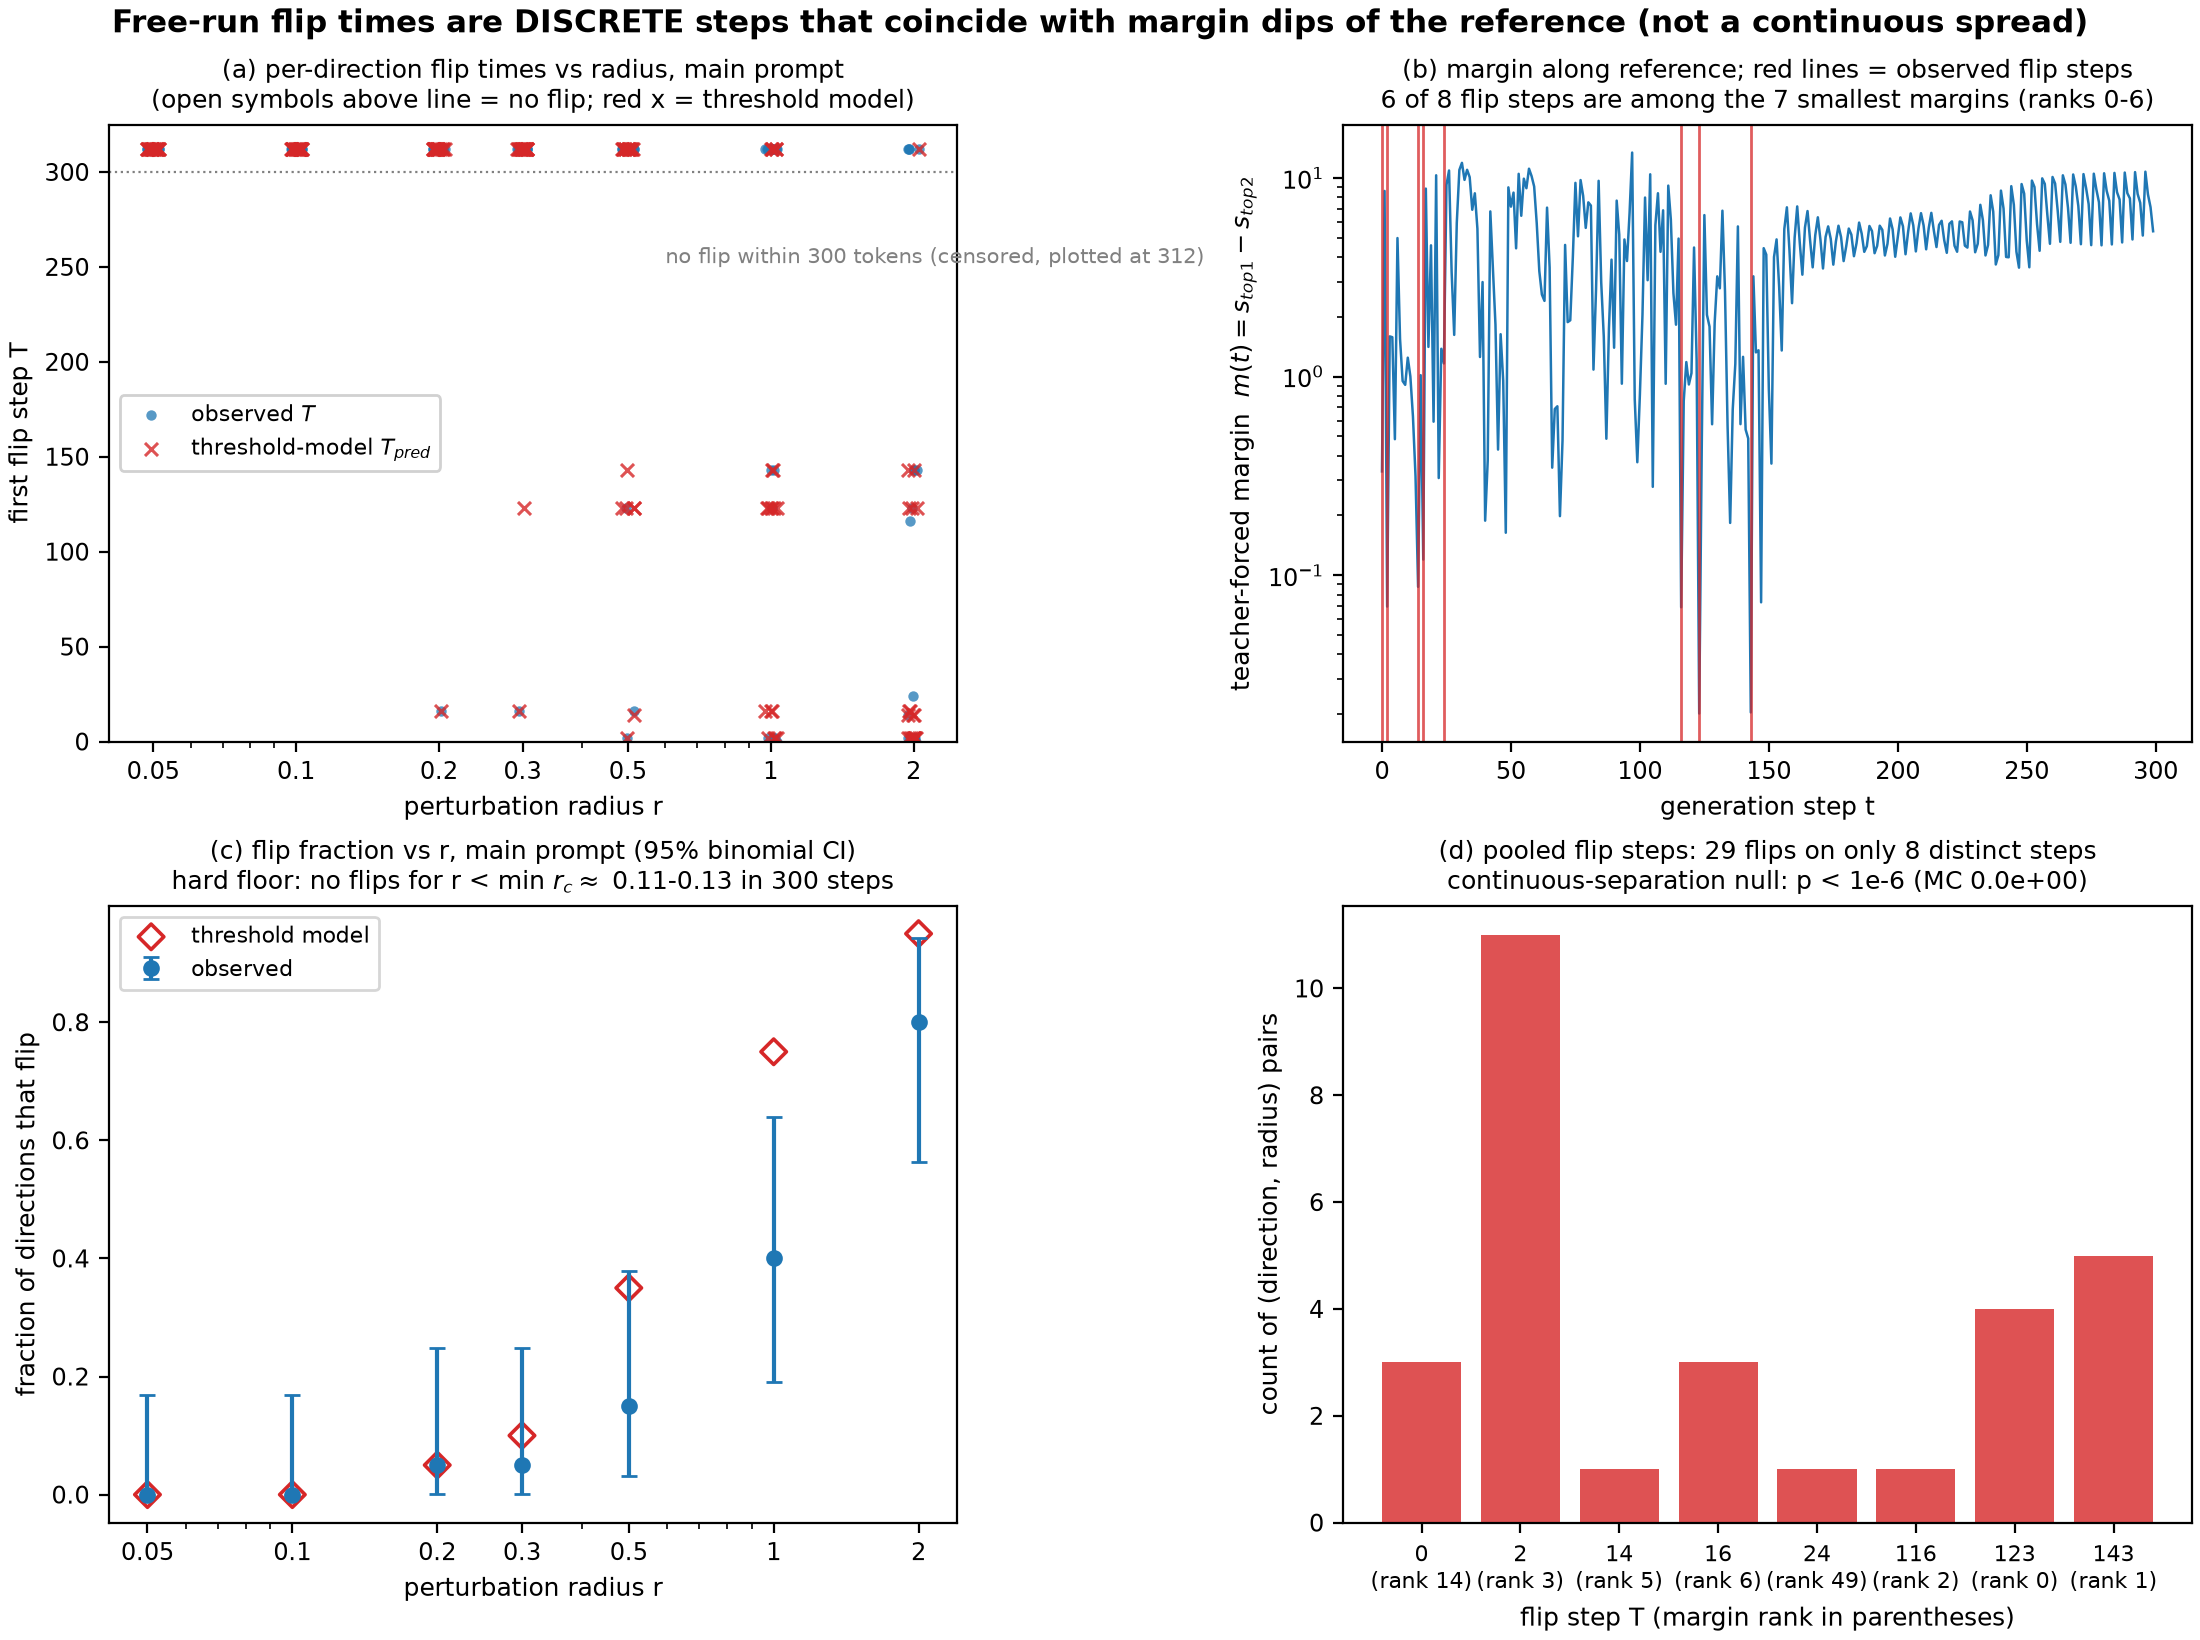 Free-run flip times are DISCRETE steps that coincide with margin dips of the reference (not a continuous spread)
(a) per-direction flip times vs radius, main prompt
(open symbols above line = no flip; red x = threshold model)
first flip step T
300
250
200
150
100
50
0
no flip within 300 tokens (censored, plotted at 312)
observed T
threshold-model T_pred
0.05
0.1
0.2
0.3
0.5
1
2
perturbation radius r
(b) margin along reference; red lines = observed flip steps
6 of 8 flip steps are among the 7 smallest margins (ranks 0-6)
teacher-forced margin m(t) = s_top1 − s_top2
10¹
10⁰
10⁻¹
0
50
100
150
200
250
300
generation step t
(c) flip fraction vs r, main prompt (95% binomial CI)
hard floor: no flips for r < min r_c ≈ 0.11-0.13 in 300 steps
fraction of directions that flip
threshold model
observed
0.8
0.6
0.4
0.2
0.0
0.05
0.1
0.2
0.3
0.5
1
2
perturbation radius r
(d) pooled flip steps: 29 flips on only 8 distinct steps
continuous-separation null: p < 1e-6 (MC 0.0e+00)
count of (direction, radius) pairs
10
8
6
4
2
0
0 2 14 16 24 116 123 143
(rank 14) (rank 3) (rank 5) (rank 6) (rank 49) (rank 2) (rank 0) (rank 1)
flip step T (margin rank in parentheses)